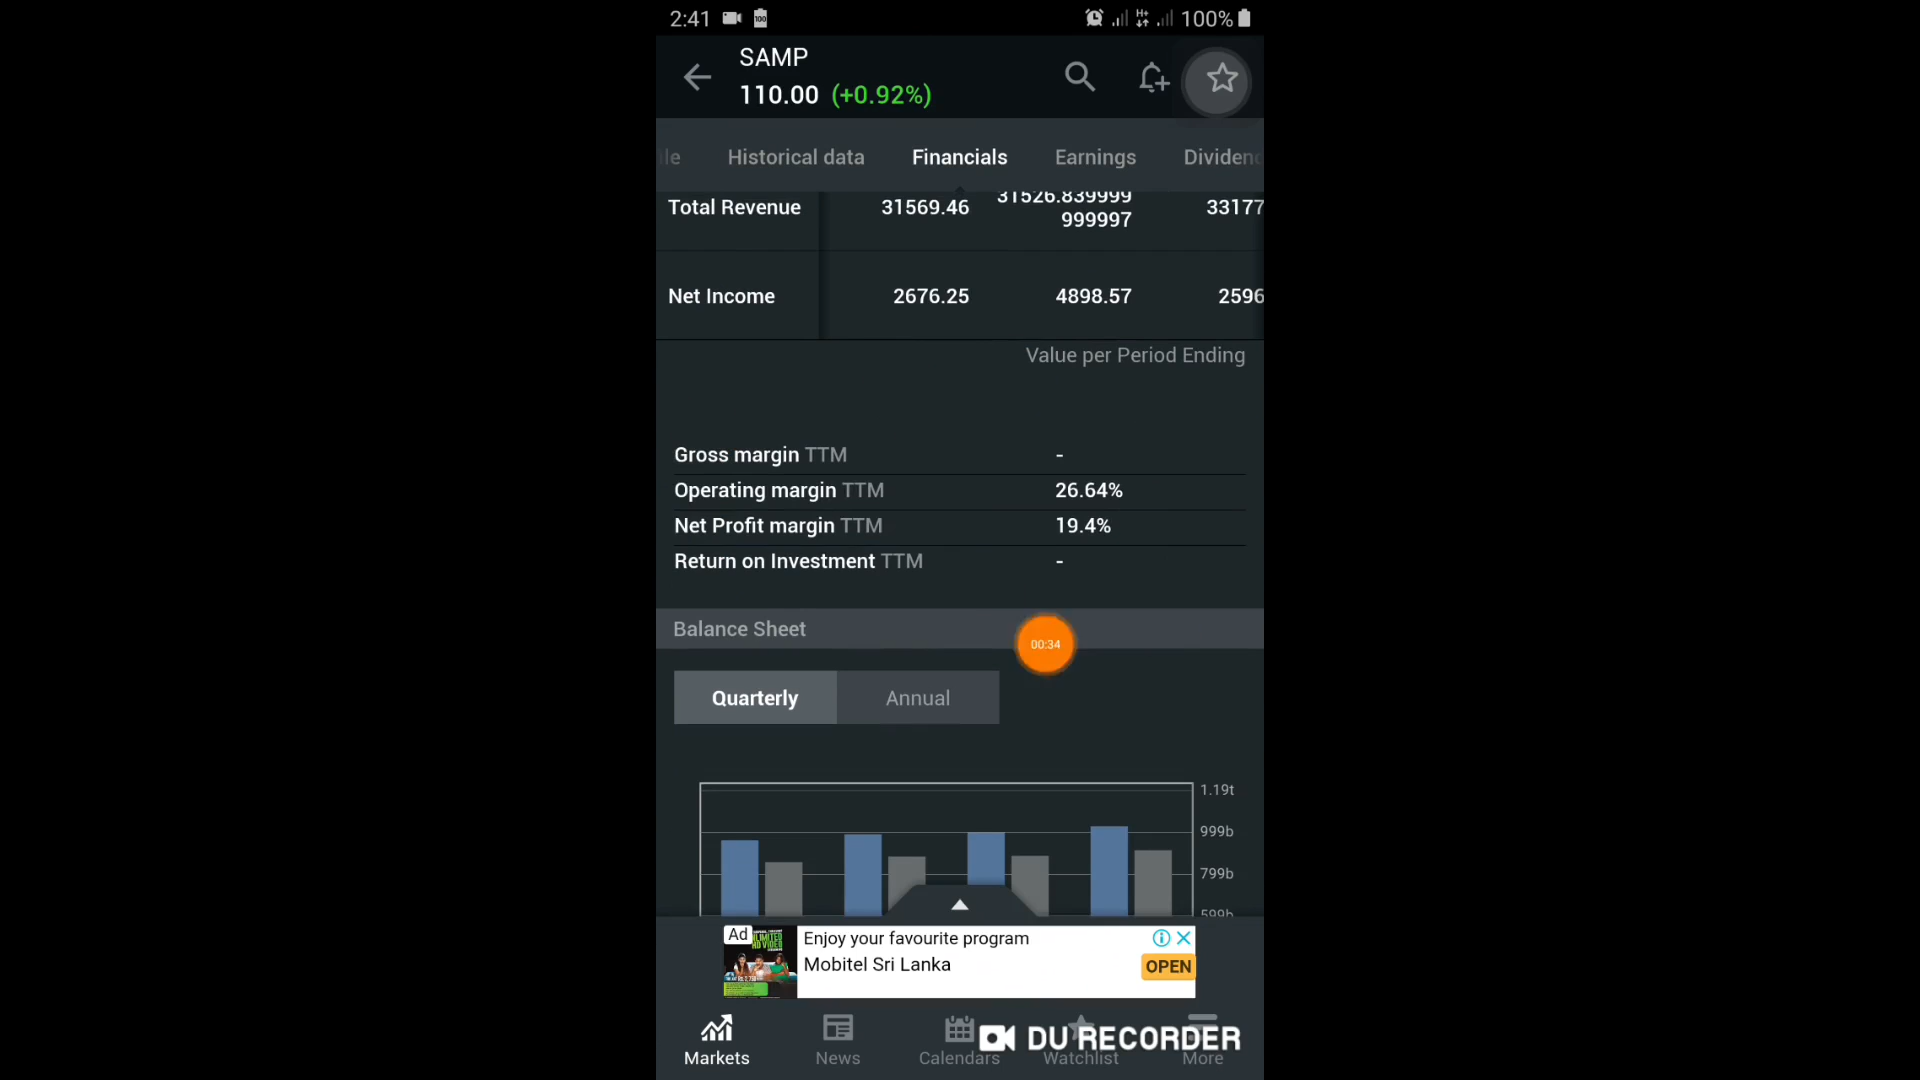 2:41
100
100%
SAMP
110.00 (+0.92%)
Historical data
Financials
Earnings
Total Revenue
31569.46
31526.839999
999997
33177
Net Income
2676.25
4898.57
2596
Value per Period Ending
Gross margin TTM
-
Operating margin TTM
26.64%
Net Profit margin TTM
19.4%
Return on Investment TTM
-
Balance Sheet
00:34
Quarterly
Annual
1.19t
999b
799b
599b
Ad
Enjoy your favourite program
Mobitel Sri Lanka
OPEN
DU RECORDER
Markets
News
Calendars
Watchlist
More